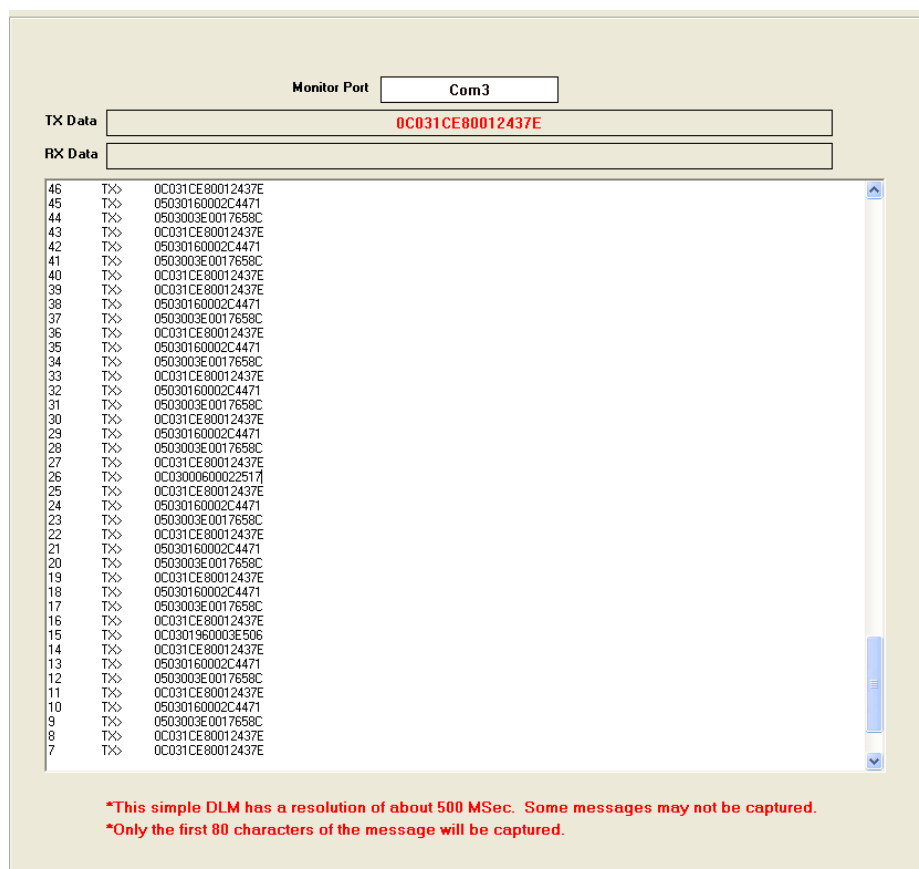 Monitor Port Com3
TX Data 0C031CE80012437E
RX Data
46 TX> 0C031CE80012437E
45 TX> 05030160002C4471
44 TX> 0503003E0017658C
43 TX> 0C031CE80012437E
42 TX> 05030160002C4471
41 TX> 0503003E0017658C
40 TX> 0C031CE80012437E
39 TX> 0C031CE80012437E
38 TX> 05030160002C4471
37 TX> 0503003E0017658C
36 TX> 0C031CE80012437E
35 TX> 05030160002C4471
34 TX> 0503003E0017658C
33 TX> 0C031CE80012437E
32 TX> 05030160002C4471
31 TX> 0503003E0017658C
30 TX> 0C031CE80012437E
29 TX> 05030160002C4471
28 TX> 0503003E0017658C
27 TX> 0C031CE80012437E
26 TX> 0C03000600022517
25 TX> 0C031CE80012437E
24 TX> 05030160002C4471
23 TX> 0503003E0017658C
22 TX> 0C031CE80012437E
21 TX> 05030160002C4471
20 TX> 0503003E0017658C
19 TX> 0C031CE80012437E
18 TX> 05030160002C4471
17 TX> 0503003E0017658C
16 TX> 0C031CE80012437E
15 TX> 0C0301960003E506
14 TX> 0C031CE80012437E
13 TX> 05030160002C4471
12 TX> 0503003E0017658C
11 TX> 0C031CE80012437E
10 TX> 05030160002C4471
9 TX> 0503003E0017658C
8 TX> 0C031CE80012437E
7 TX> 0C031CE80012437E
*This simple DLM has a resolution of about 500 MSec. Some messages may not be captured.
*Only the first 80 characters of the message will be captured.